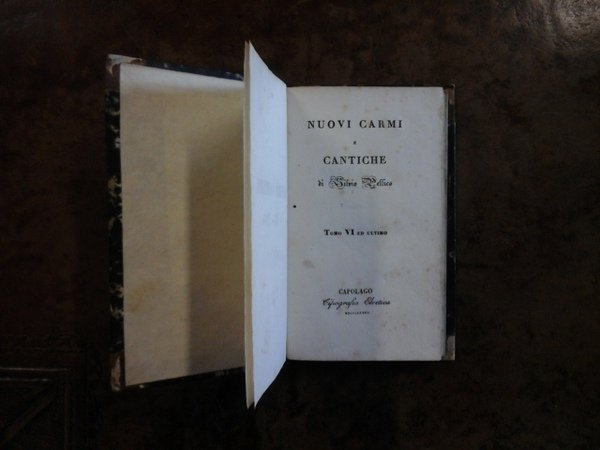 NUOVI CARMI
E
CANTICHE
di Silvio Pellico
TOMO VI ED ULTIMO
CAPOLAGO
Tipografia Elvetica